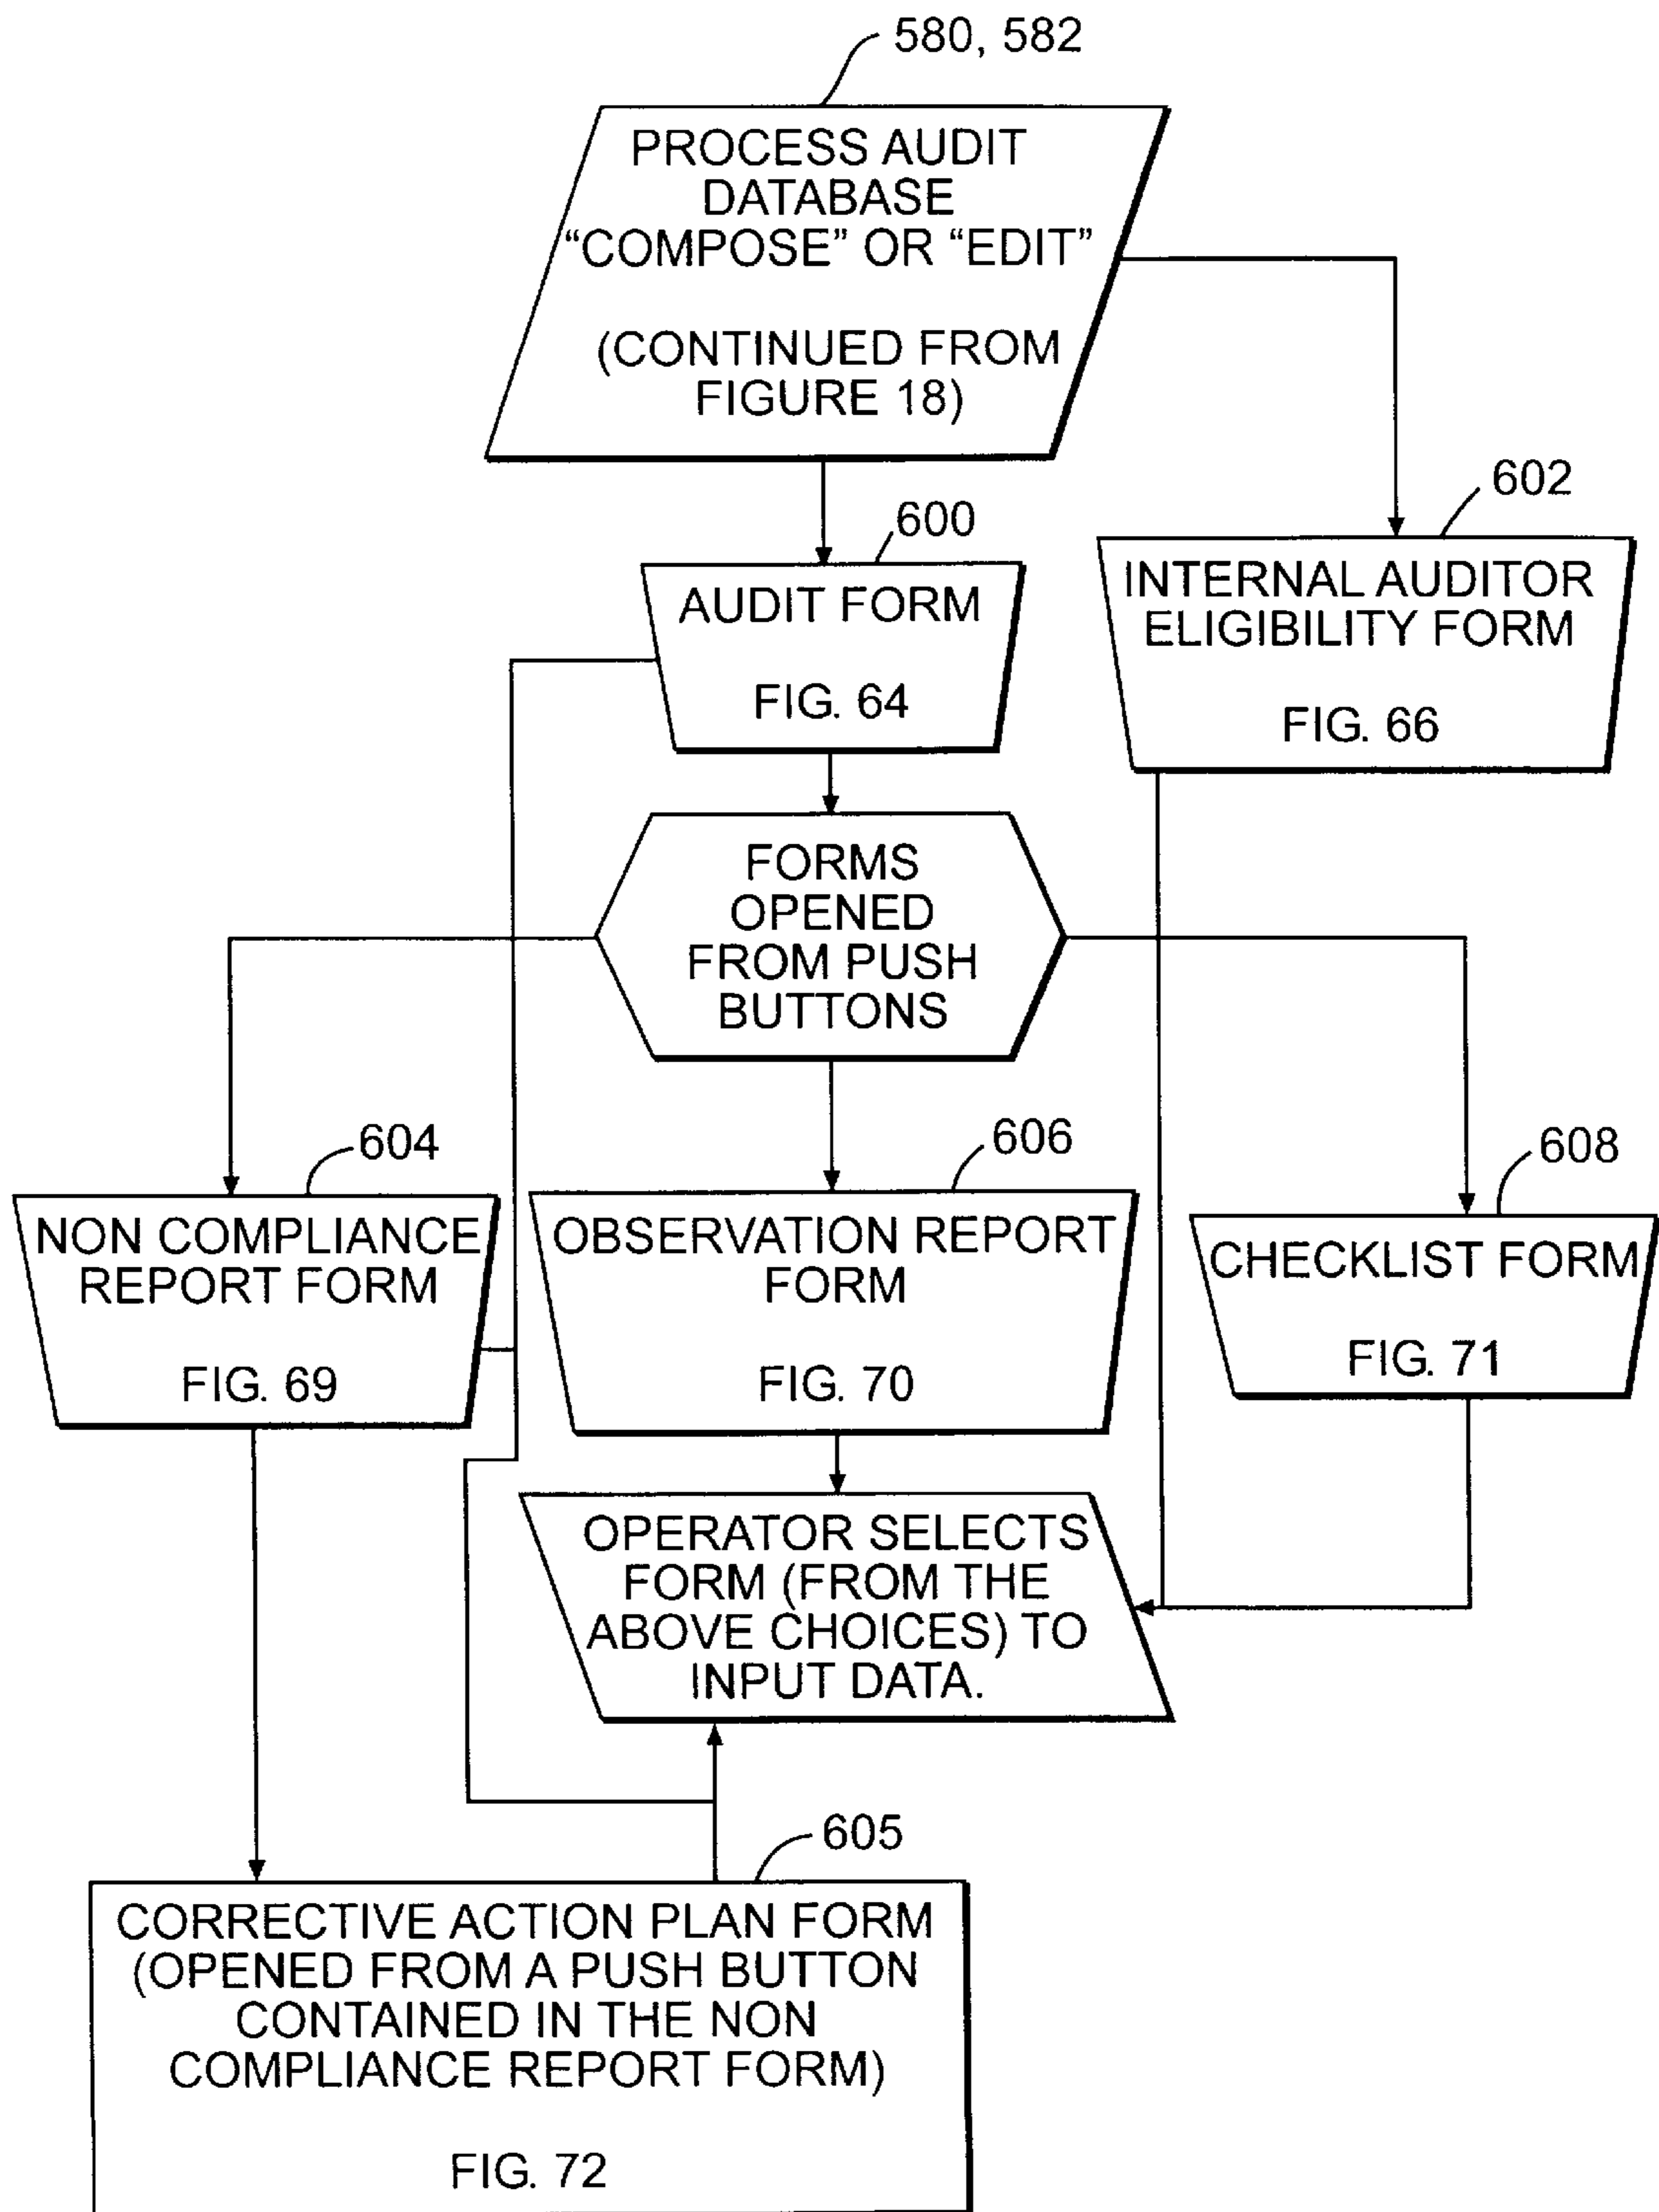 580, 582
PROCESS AUDIT
DATABASE
“COMPOSE” OR “EDIT”
(CONTINUED FROM
FIGURE 18)
600
AUDIT FORM
FIG. 64
602
INTERNAL AUDITOR
ELIGIBILITY FORM
FIG. 66
FORMS
OPENED
FROM PUSH
BUTTONS
604
NON COMPLIANCE
REPORT FORM
FIG. 69
606
OBSERVATION REPORT
FORM
FIG. 70
608
CHECKLIST FORM
FIG. 71
OPERATOR SELECTS
FORM (FROM THE
ABOVE CHOICES) TO
INPUT DATA.
605
CORRECTIVE ACTION PLAN FORM
(OPENED FROM A PUSH BUTTON
CONTAINED IN THE NON
COMPLIANCE REPORT FORM)
FIG. 72